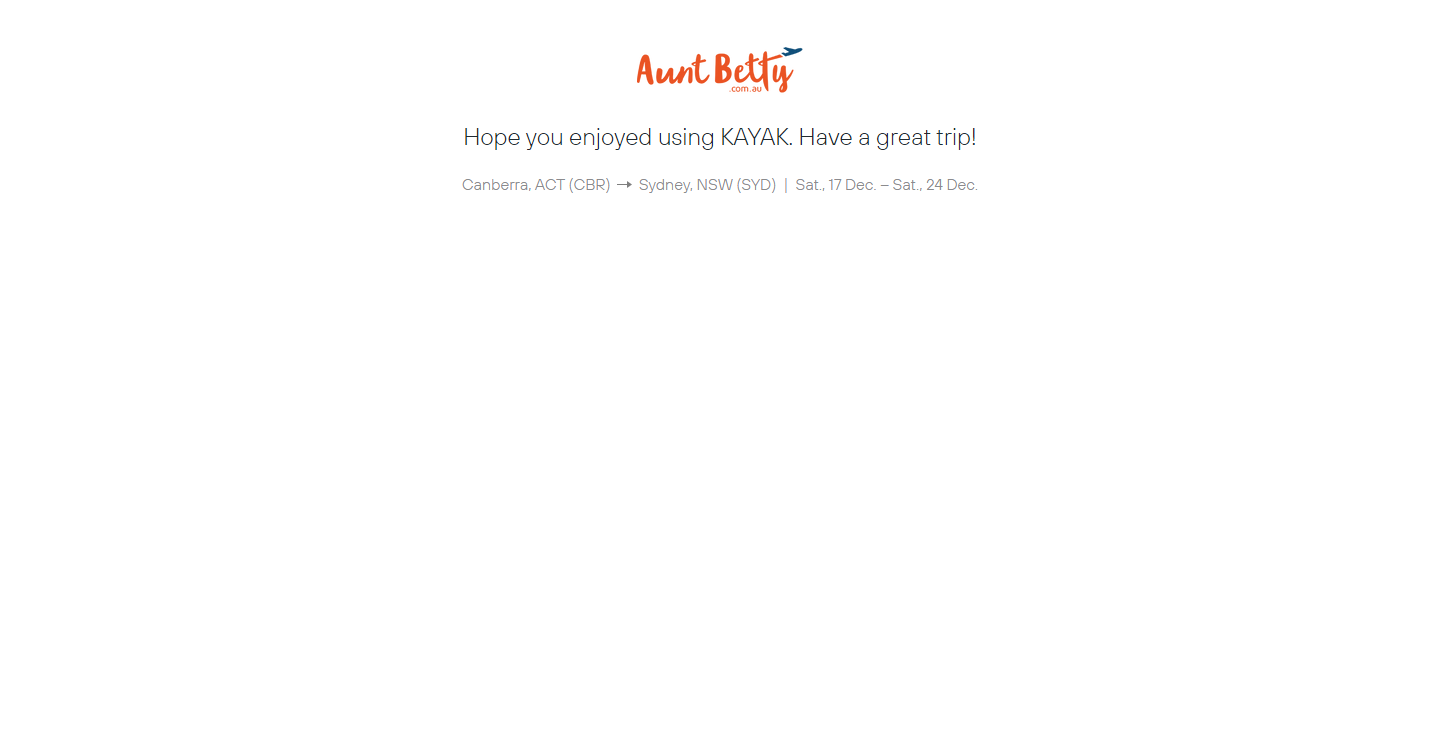 Aunt Betty
.com.au
Hope you enjoyed using KAYAK. Have a great trip!
Canberra, ACT (CBR) → Sydney, NSW (SYD) | Sat., 17 Dec. – Sat., 24 Dec.